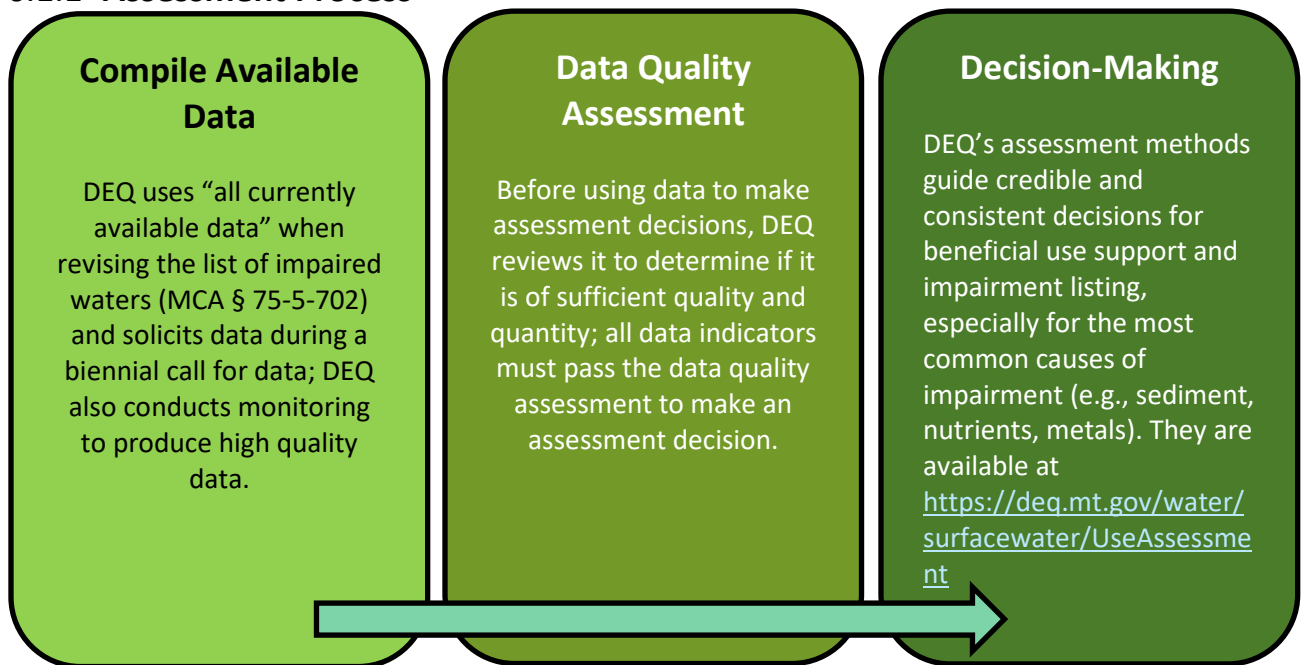 Compile Available
Data
DEQ uses “all currently
available data” when
revising the list of impaired
waters (MCA § 75-5-702)
and solicits data during a
biennial call for data; DEQ
also conducts monitoring
to produce high quality
data.
Data Quality
Assessment
Before using data to make
assessment decisions, DEQ
reviews it to determine if it
is of sufficient quality and
quantity; all data indicators
must pass the data quality
assessment to make an
assessment decision.
Decision-Making
DEQ’s assessment methods
guide credible and
consistent decisions for
beneficial use support and
impairment listing,
especially for the most
common causes of
impairment (e.g., sediment,
nutrients, metals). They are
available at
https://deq.mt.gov/water/
surfacewater/UseAssessme
nt